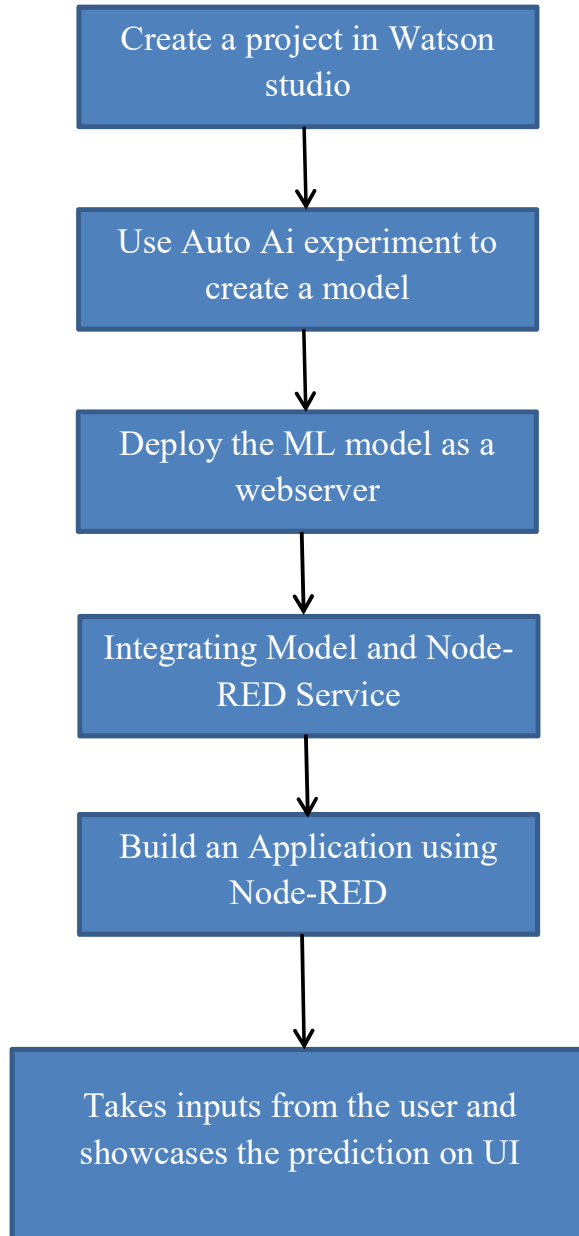 Create a project in Watson
studio
Use Auto Ai experiment to
create a model
Deploy the ML model as a
webserver
Integrating Model and Node-
RED Service
Build an Application using
Node-RED
Takes inputs from the user and
showcases the prediction on UI